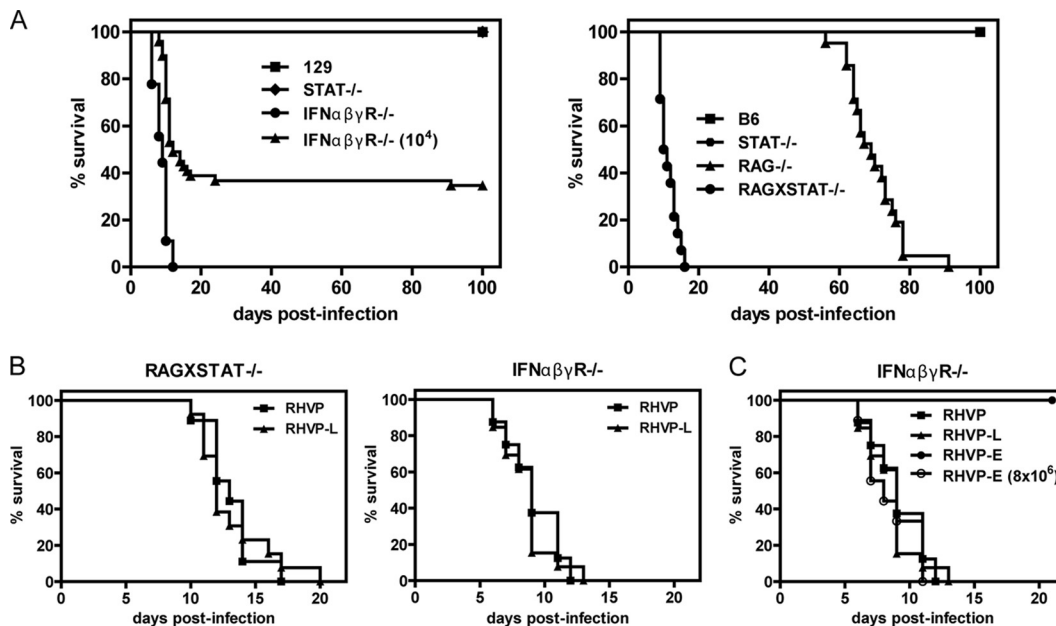 A
% survival
100
80
60
40
20
0
0 20 40 60 80 100
days post-infection
129
STAT-/-
IFNαβγR-/-
IFNαβγR-/- (10⁴)
% survival
100
80
60
40
20
0
0 20 40 60 80 100
days post-infection
B6
STAT-/-
RAG-/-
RAGXSTAT-/-
B
RAGXSTAT-/-
% survival
100
80
60
40
20
0
0 5 10 15 20
days post-infection
RHVP
RHVP-L
IFNαβγR-/-
% survival
100
80
60
40
20
0
0 5 10 15 20
days post-infection
RHVP
RHVP-L
C
IFNαβγR-/-
% survival
100
80
60
40
20
0
0 5 10 15 20
days post-infection
RHVP
RHVP-L
RHVP-E
RHVP-E (8x10⁶)